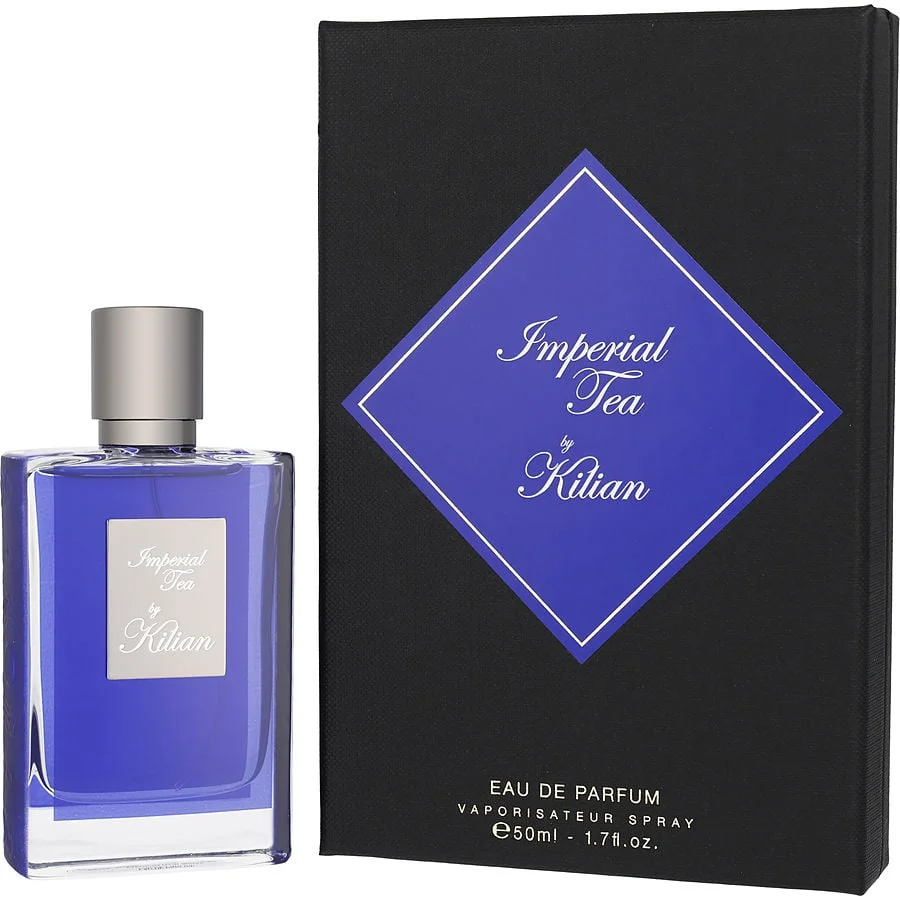 Imperial
Tea
by
Kilian
EAU DE PARFUM
VAPORISATEUR SPRAY
℮50ml - 1.7fl.oz.
Imperial
Tea
by
Kilian